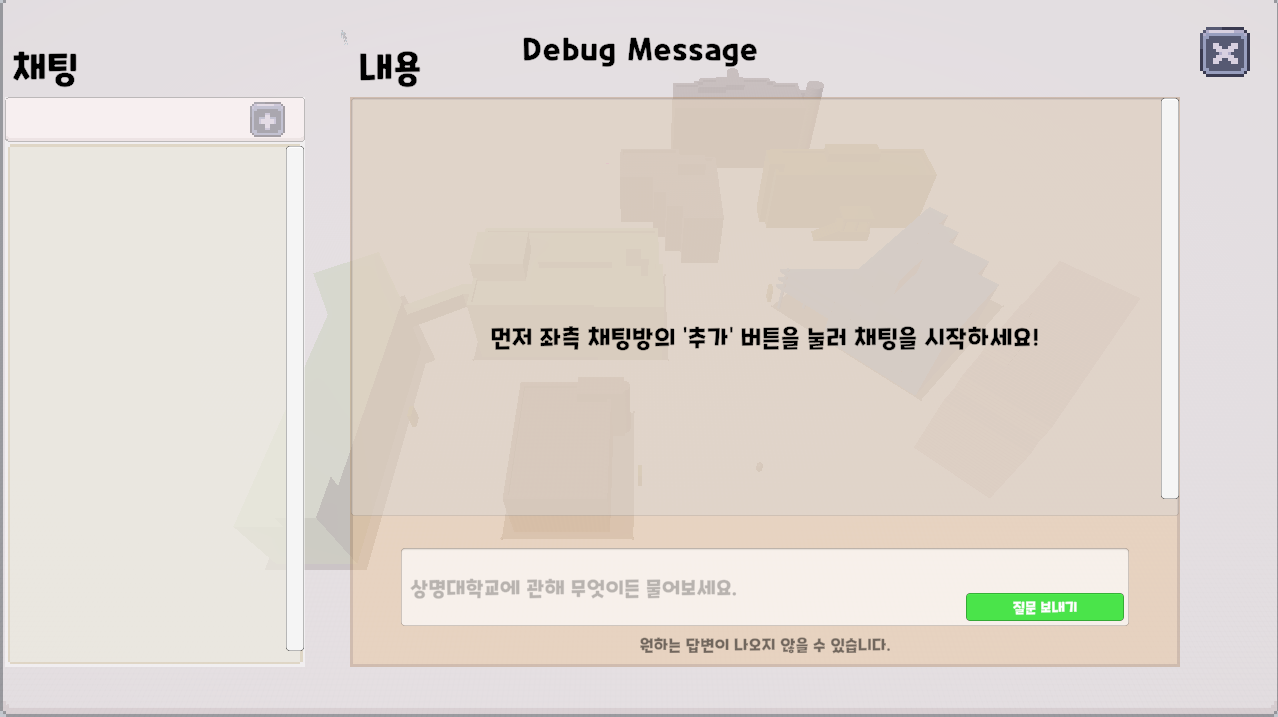 Debug Message
채팅
내용
먼저 좌측 채팅방의 '추가' 버튼을 눌러 채팅을 시작하세요!
상명대학교에 관해 무엇이든 물어보세요.
질문 보내기
원하는 답변이 나오지 않을 수 있습니다.